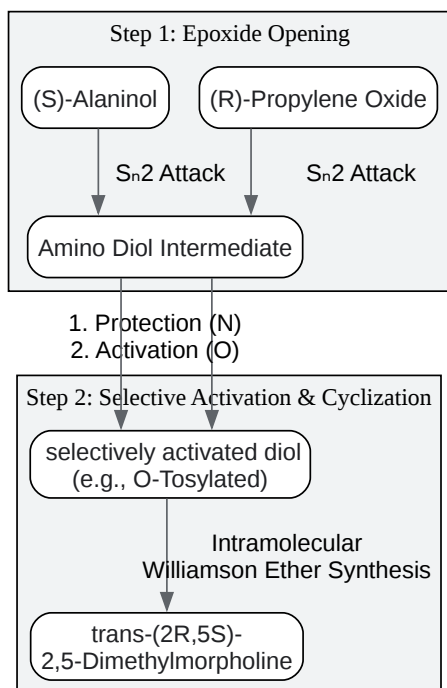 Step 1: Epoxide Opening
(S)-Alaninol
(R)-Propylene Oxide
Sₙ2 Attack
Sₙ2 Attack
Amino Diol Intermediate
1. Protection (N)
2. Activation (O)
Step 2: Selective Activation & Cyclization
selectively activated diol
(e.g., O-Tosylated)
Intramolecular
Williamson Ether Synthesis
trans-(2R,5S)-
2,5-Dimethylmorpholine